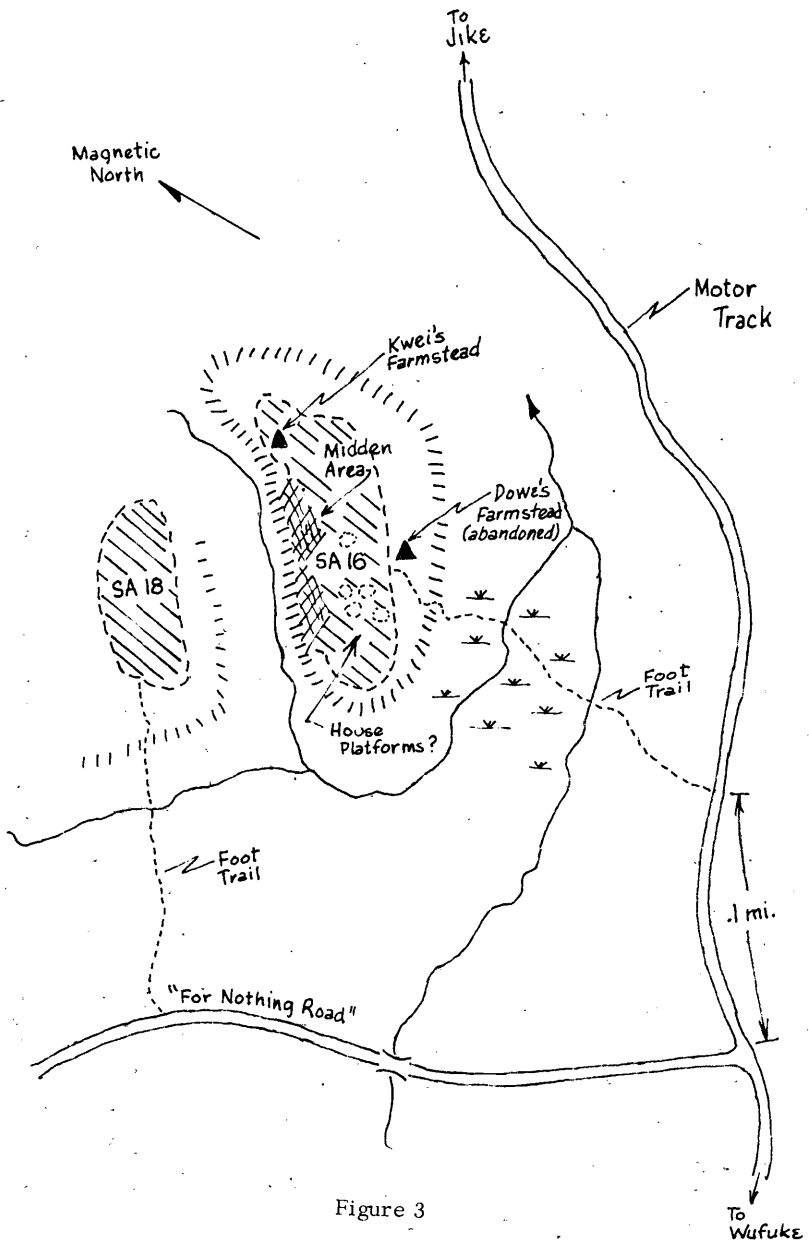 To
Jikɛ
Magnetic
North
Motor
Track
Kwei's
Farmstead
Midden
Area
Dowe's
Farmstead
(abandoned)
SA 16
SA 18
Foot
Trail
House
Platforms?
Foot
Trail
.1 mi.
"For Nothing Road"
Figure 3
To
Wufukɛ